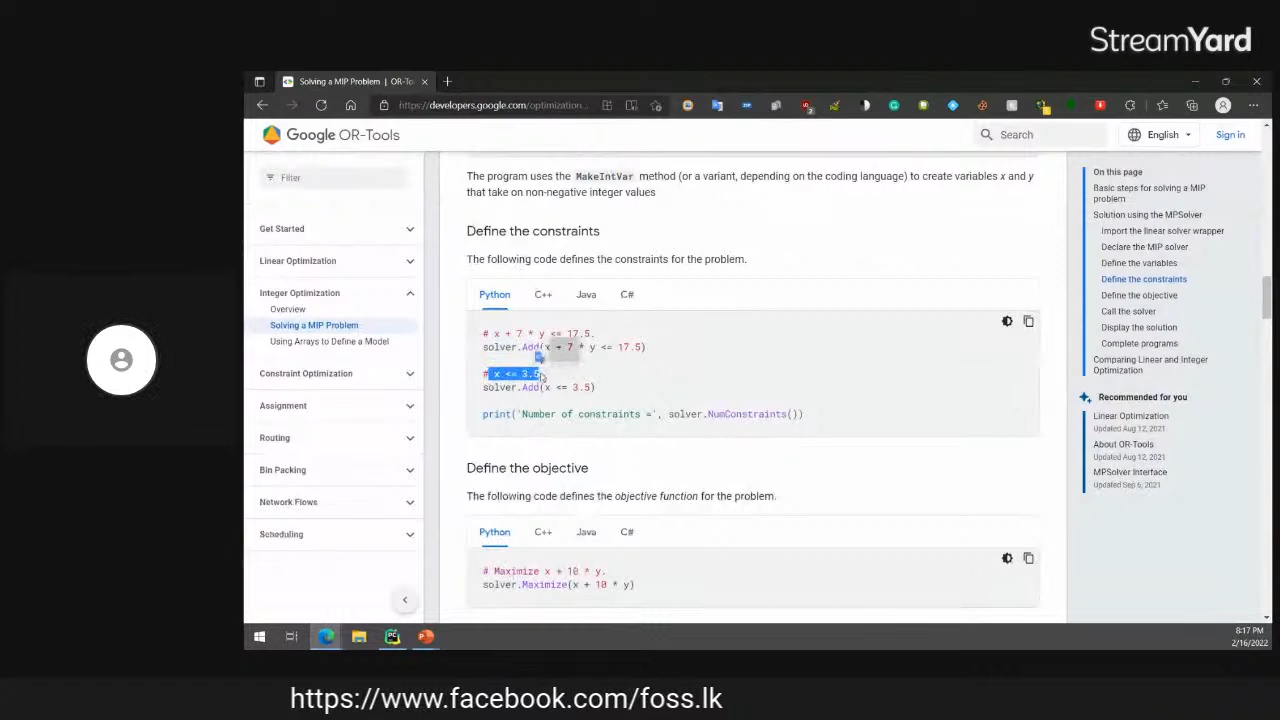 StreamYard
Solving a MIP Problem | OR-To
https://developers.google.com/optimization...
Google OR-Tools
Search
English
Sign in
Filter
Get Started
Linear Optimization
Integer Optimization
Overview
Solving a MIP Problem
Using Arrays to Define a Model
Constraint Optimization
Assignment
Routing
Bin Packing
Network Flows
Scheduling
The program uses the MakeIntVar method (or a variant, depending on the coding language) to create variables x and y
that take on non-negative integer values
Define the constraints
The following code defines the constraints for the problem.
Python C++ Java C#
# x + 7 * y <= 17.5.
solver.Add(x + 7 * y <= 17.5)
# x <= 3.5
solver.Add(x <= 3.5)
print('Number of constraints =', solver.NumConstraints())
Define the objective
The following code defines the objective function for the problem.
Python C++ Java C#
# Maximize x + 10 * y.
solver.Maximize(x + 10 * y)
On this page
Basic steps for solving a MIP
problem
Solution using the MPSolver
Import the linear solver wrapper
Declare the MIP solver
Define the variables
Define the constraints
Define the objective
Call the solver
Display the solution
Complete programs
Comparing Linear and Integer
Optimization
Recommended for you
Linear Optimization
Updated Aug 12, 2021
About OR-Tools
Updated Aug 12, 2021
MPSolver Interface
Updated Sep 6, 2021
8:17 PM
2/16/2022
https://www.facebook.com/foss.lk